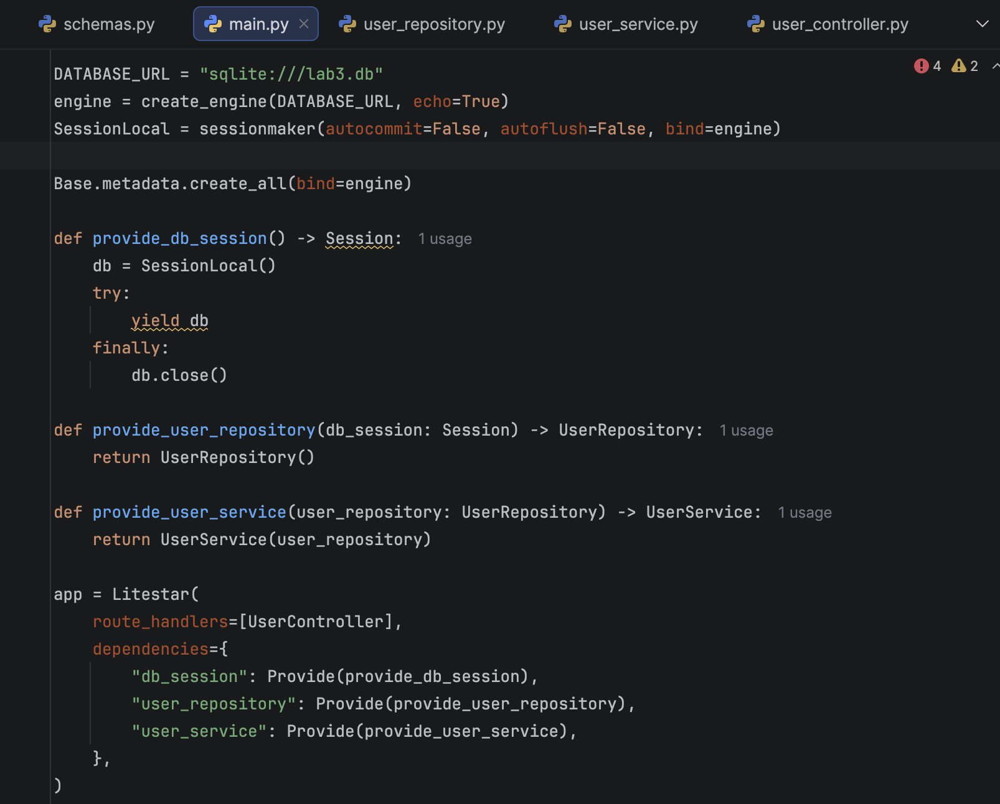 schemas.py main.py user_repository.py user_service.py user_controller.py
4 2
DATABASE_URL = "sqlite:///lab3.db"
engine = create_engine(DATABASE_URL, echo=True)
SessionLocal = sessionmaker(autocommit=False, autoflush=False, bind=engine)
Base.metadata.create_all(bind=engine)
def provide_db_session() -> Session: 1 usage
db = SessionLocal()
try:
yield db
finally:
db.close()
def provide_user_repository(db_session: Session) -> UserRepository: 1 usage
return UserRepository()
def provide_user_service(user_repository: UserRepository) -> UserService: 1 usage
return UserService(user_repository)
app = Litestar(
route_handlers=[UserController],
dependencies={
"db_session": Provide(provide_db_session),
"user_repository": Provide(provide_user_repository),
"user_service": Provide(provide_user_service),
},
)